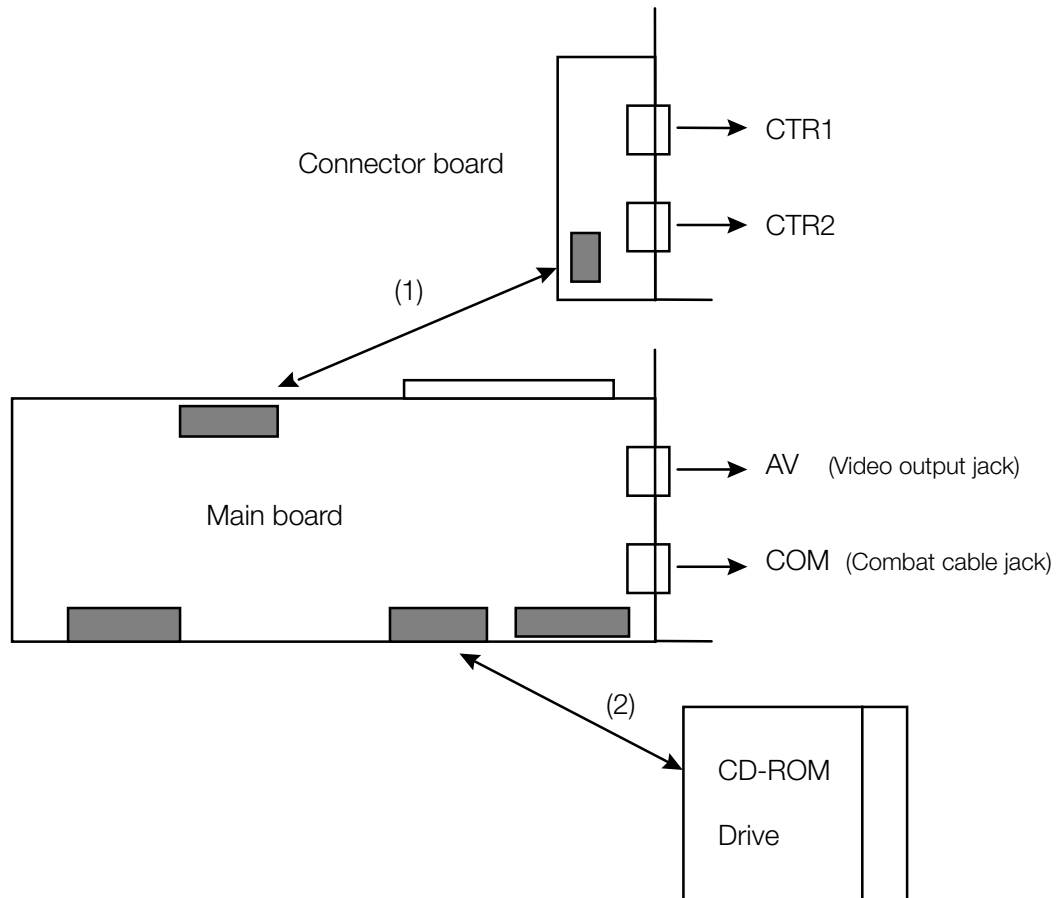 CTR1
Connector board
CTR2
(1)
AV (Video output jack)
Main board
COM (Combat cable jack)
(2)
CD-ROM
Drive